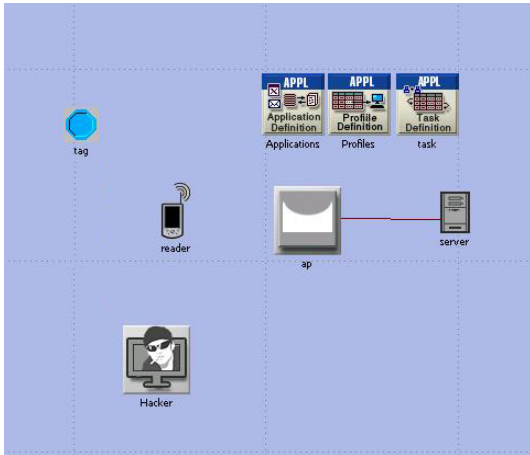 APPL
Application
Definition
Applications
APPL
Profile
Definition
Profiles
APPL
Task
Definition
task
tag
reader
ap
server
Hacker